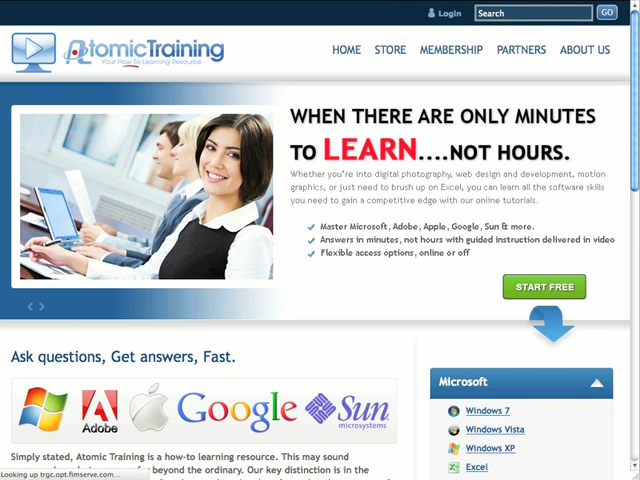 Login Search GO
AtomicTraining
Your How-To Learning Resource.
HOME STORE MEMBERSHIP PARTNERS ABOUT US
WHEN THERE ARE ONLY MINUTES
TO LEARN....NOT HOURS.
Whether you're into digital photography, web design and development, motion
graphics, or just need to brush up on Excel, you can learn all the software skills
you need to gain a competitive edge with our online tutorials.
Master Microsoft, Adobe, Apple, Google, Sun & more.
Answers in minutes, not hours with guided instruction delivered in video
Flexible access options, online or off
START FREE
Ask questions, Get answers, Fast.
Adobe Google Sun
microsystems
Microsoft
Windows 7
Windows Vista
Windows XP
Excel
Simply stated, Atomic Training is a how-to learning resource. This may sound
beyond the ordinary. Our key distinction is in the
Looking up trgc.opt.fimserve.com...